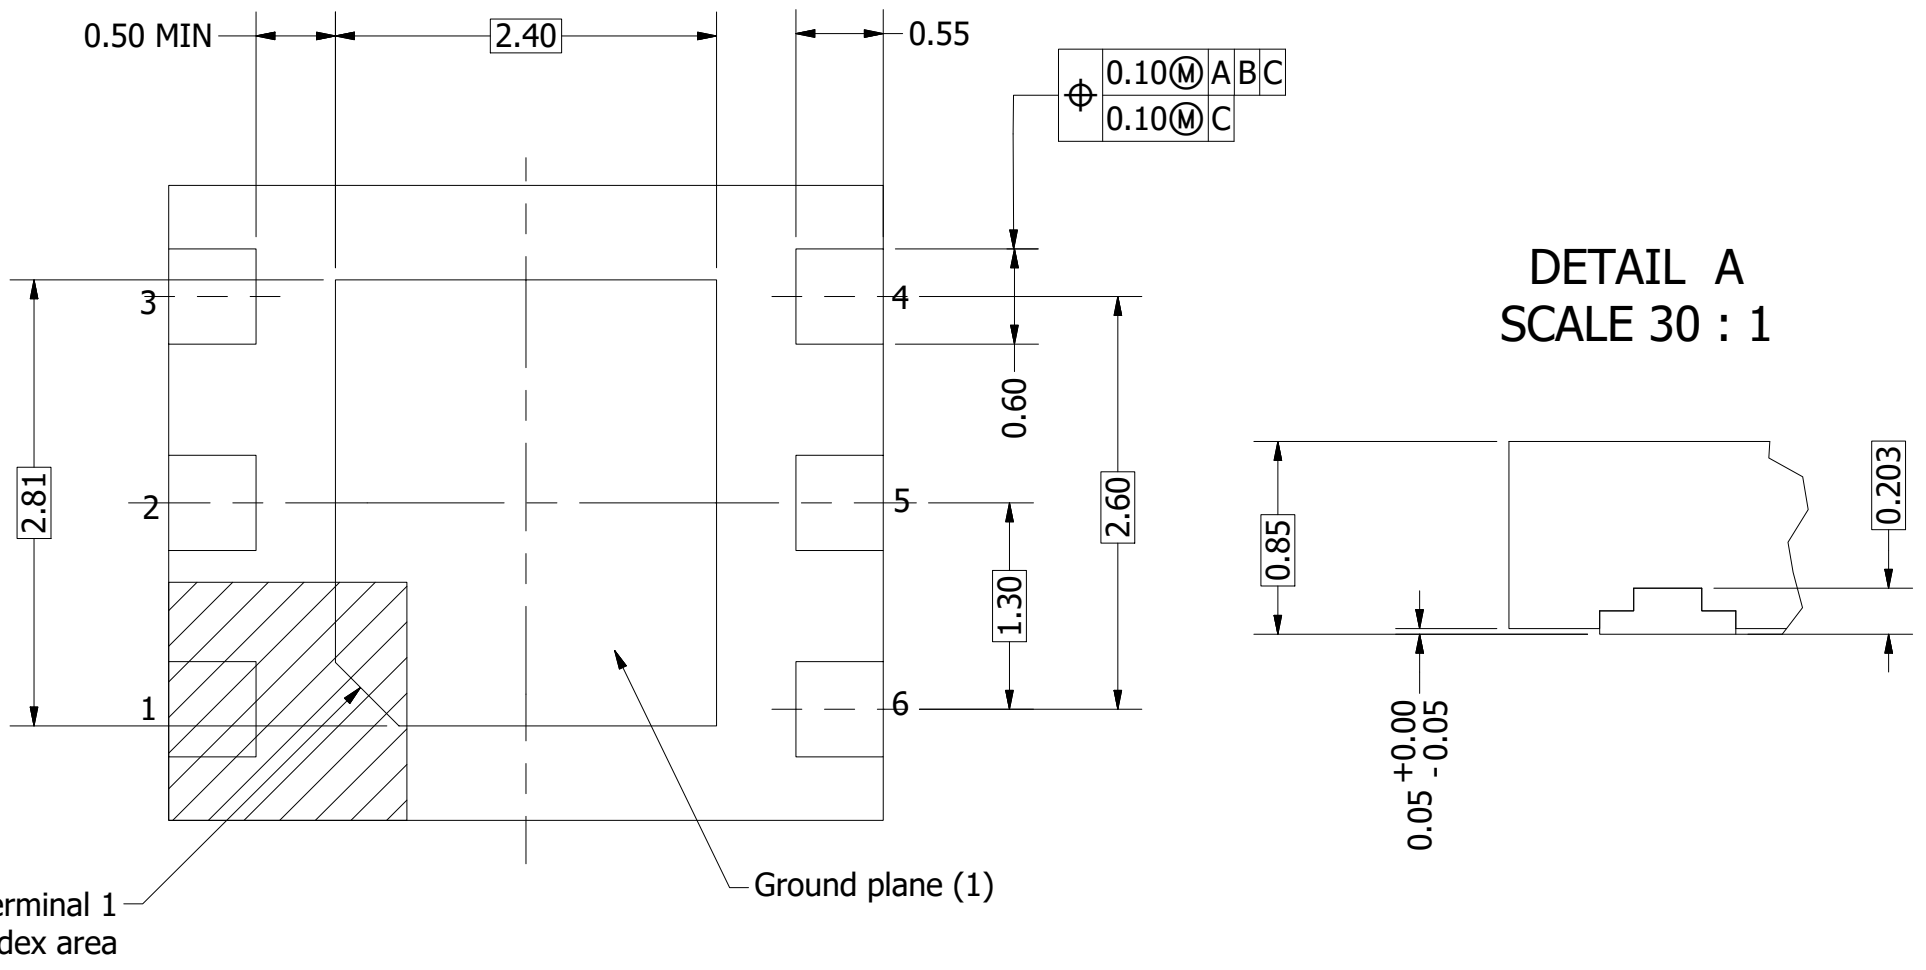 0.50 MIN
2.40
0.55
0.10Ⓜ A B C
0.10Ⓜ C
DETAIL A
SCALE 30 : 1
3
4
0.60
2.81
2
5
2.60
1.30
0.85
0.203
1
6
0.05 +0.00 -0.05
Ground plane (1)
erminal 1
dex area